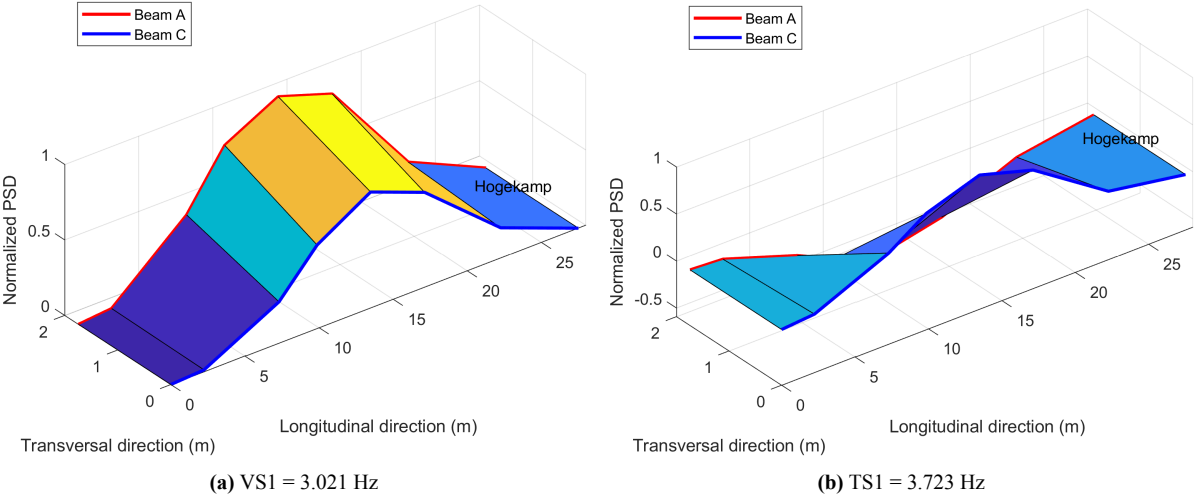 Beam A
Beam C
1
0.5
0
Normalized PSD
2
1
0
0
5
10
15
20
25
Hogekamp
Longitudinal direction (m)
Transversal direction (m)
(a) VS1 = 3.021 Hz
Beam A
Beam C
1
0.5
0
-0.5
Normalized PSD
2
1
0
0
5
10
15
20
25
Hogekamp
Longitudinal direction (m)
Transversal direction (m)
(b) TS1 = 3.723 Hz